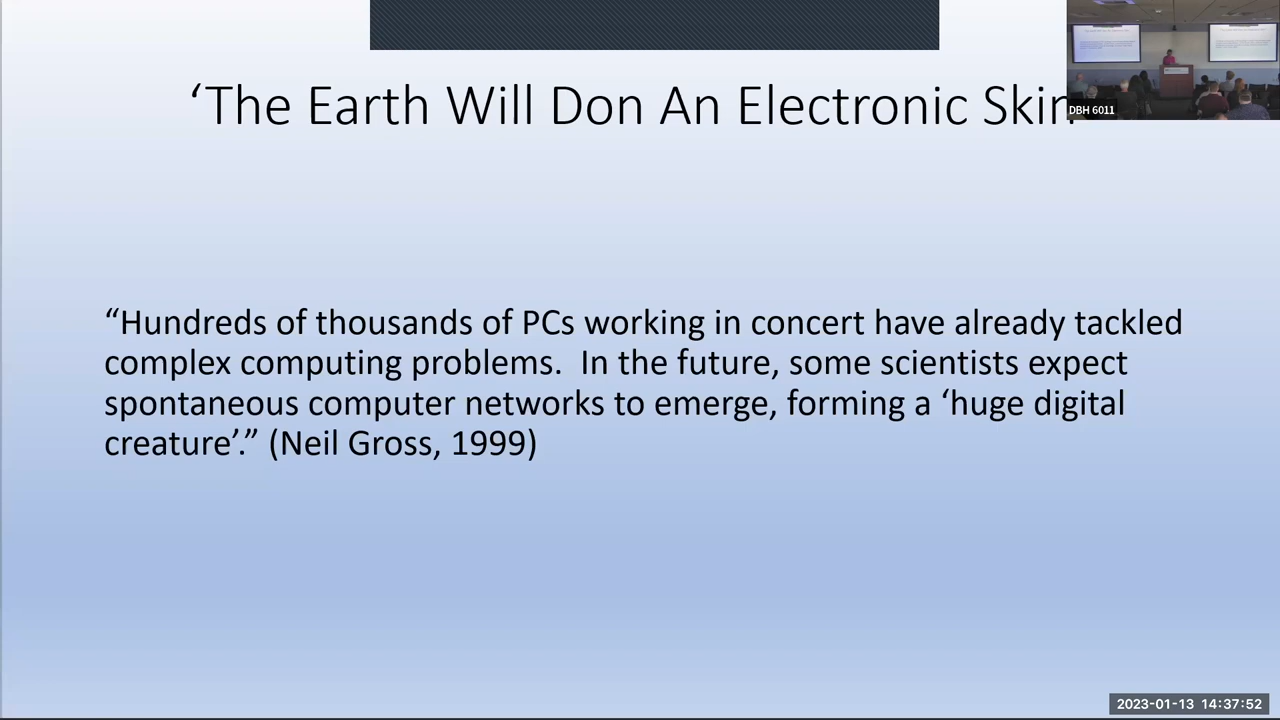 ‘The Earth Will Don An Electronic Skin
DBH 6011
“Hundreds of thousands of PCs working in concert have already tackled
complex computing problems.  In the future, some scientists expect
spontaneous computer networks to emerge, forming a ‘huge digital
creature’.” (Neil Gross, 1999)
2023-01-13 14:37:52